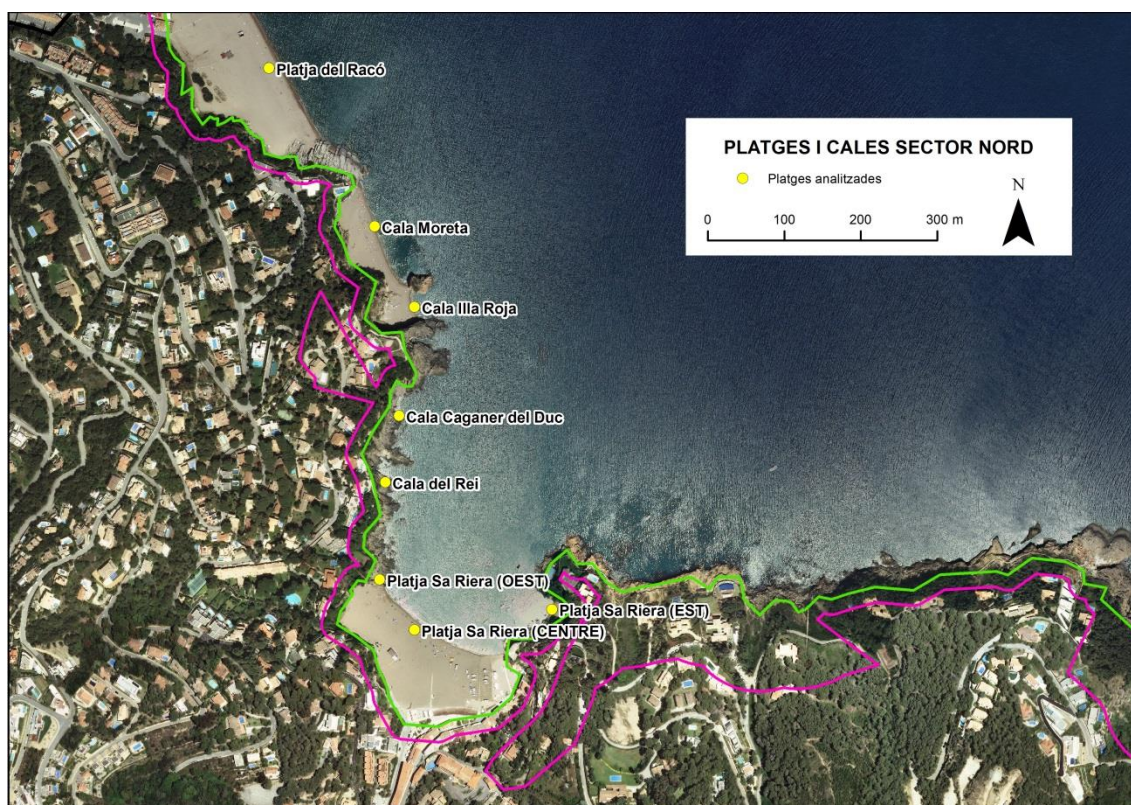 Platja del Racó
PLATGES I CALES SECTOR NORD
Platges analitzades
N
0 100 200 300 m
Cala Moreta
Cala Illa Roja
Cala Caganer del Duc
Cala del Rei
Platja Sa Riera (OEST)
Platja Sa Riera (EST)
Platja Sa Riera (CENTRE)